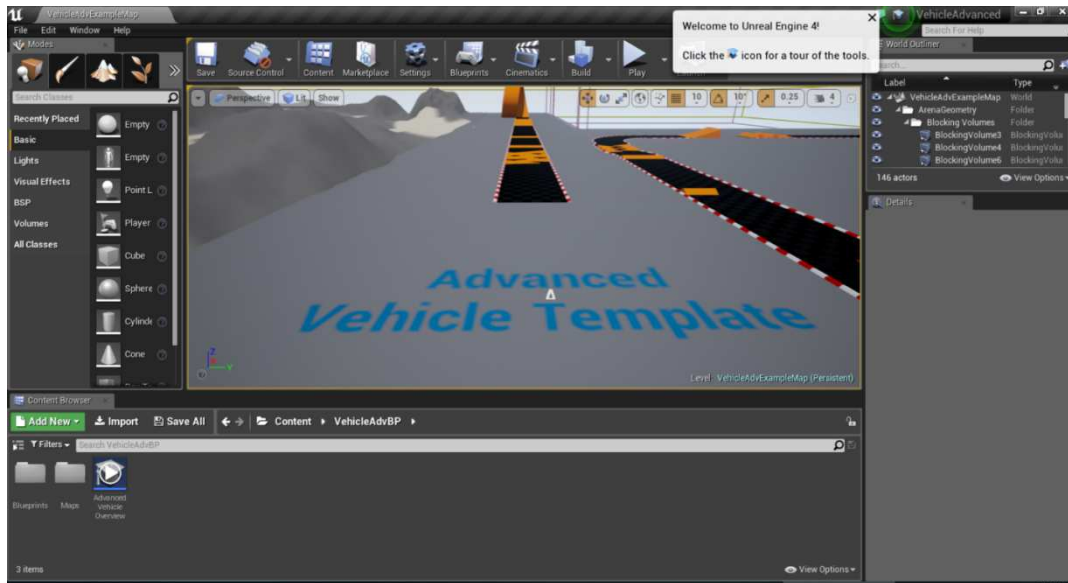 VehicleAdvExampleMap
VehicleAdvanced
File Edit Window Help
Search For Help
Welcome to Unreal Engine 4!
Click the icon for a tour of the tools.
Modes
Save Source Control Content Marketplace Settings Blueprints Cinematics Build Play
World Outliner
Search...
Label Type
VehicleAdvExampleMap World
ArenaGeometry Folder
Blocking Volumes Folder
BlockingVolume3 BlockingVolu
BlockingVolume4 BlockingVolu
BlockingVolume6 BlockingVolu
146 actors View Options
Details
Search Classes
Recently Placed
Basic
Lights
Visual Effects
BSP
Volumes
All Classes
Empty
Empty
Point L
Player
Cube
Sphere
Cylinde
Cone
Perspective Lit Show
10 10° 0.25 4
Advanced
Vehicle Template
Z
Y
Level: VehicleAdvExampleMap (Persistent)
Content Browser
Add New Import Save All Content VehicleAdvBP
Filters Search VehicleAdvBP
Blueprints Maps Advanced
Vehicle
Overview
3 items View Options